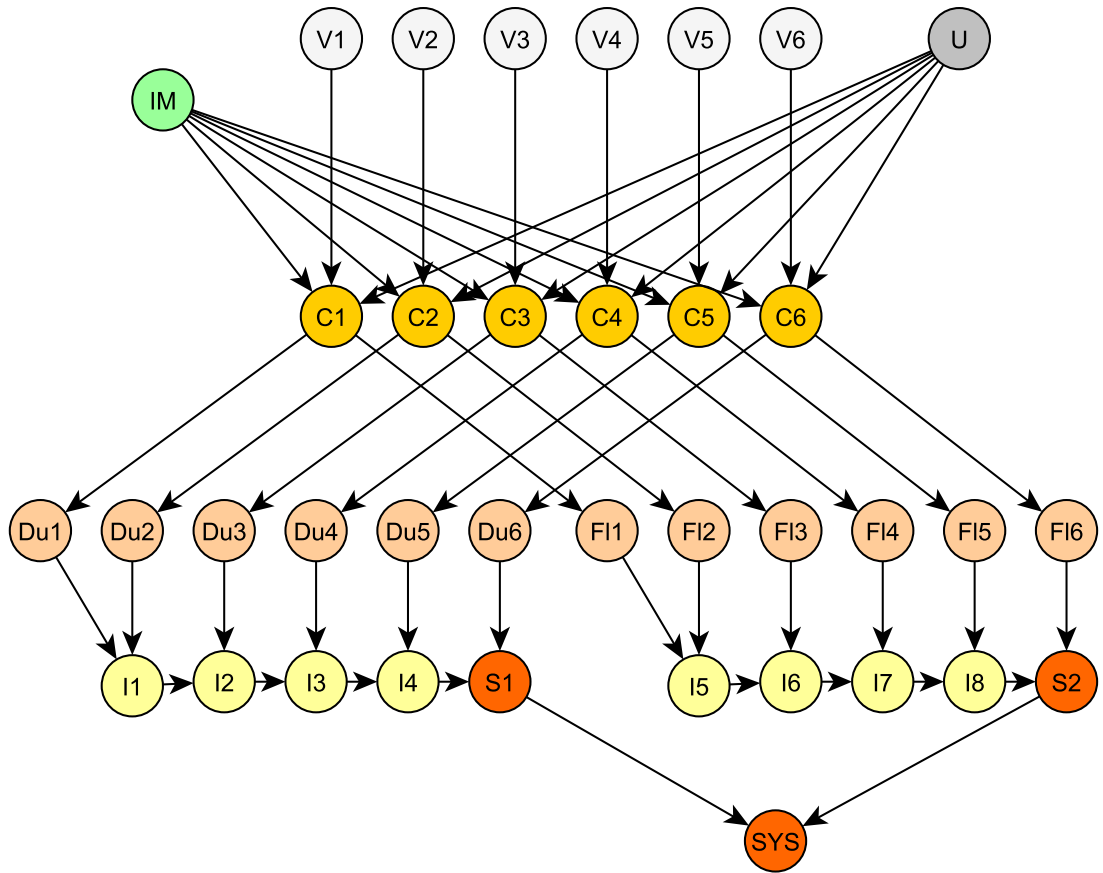 V1 V2 V3 V4 V5 V6 U
IM
C1 C2 C3 C4 C5 C6
Du1 Du2 Du3 Du4 Du5 Du6 Fl1 Fl2 Fl3 Fl4 Fl5 Fl6
I1 I2 I3 I4 S1 I5 I6 I7 I8 S2
SYS